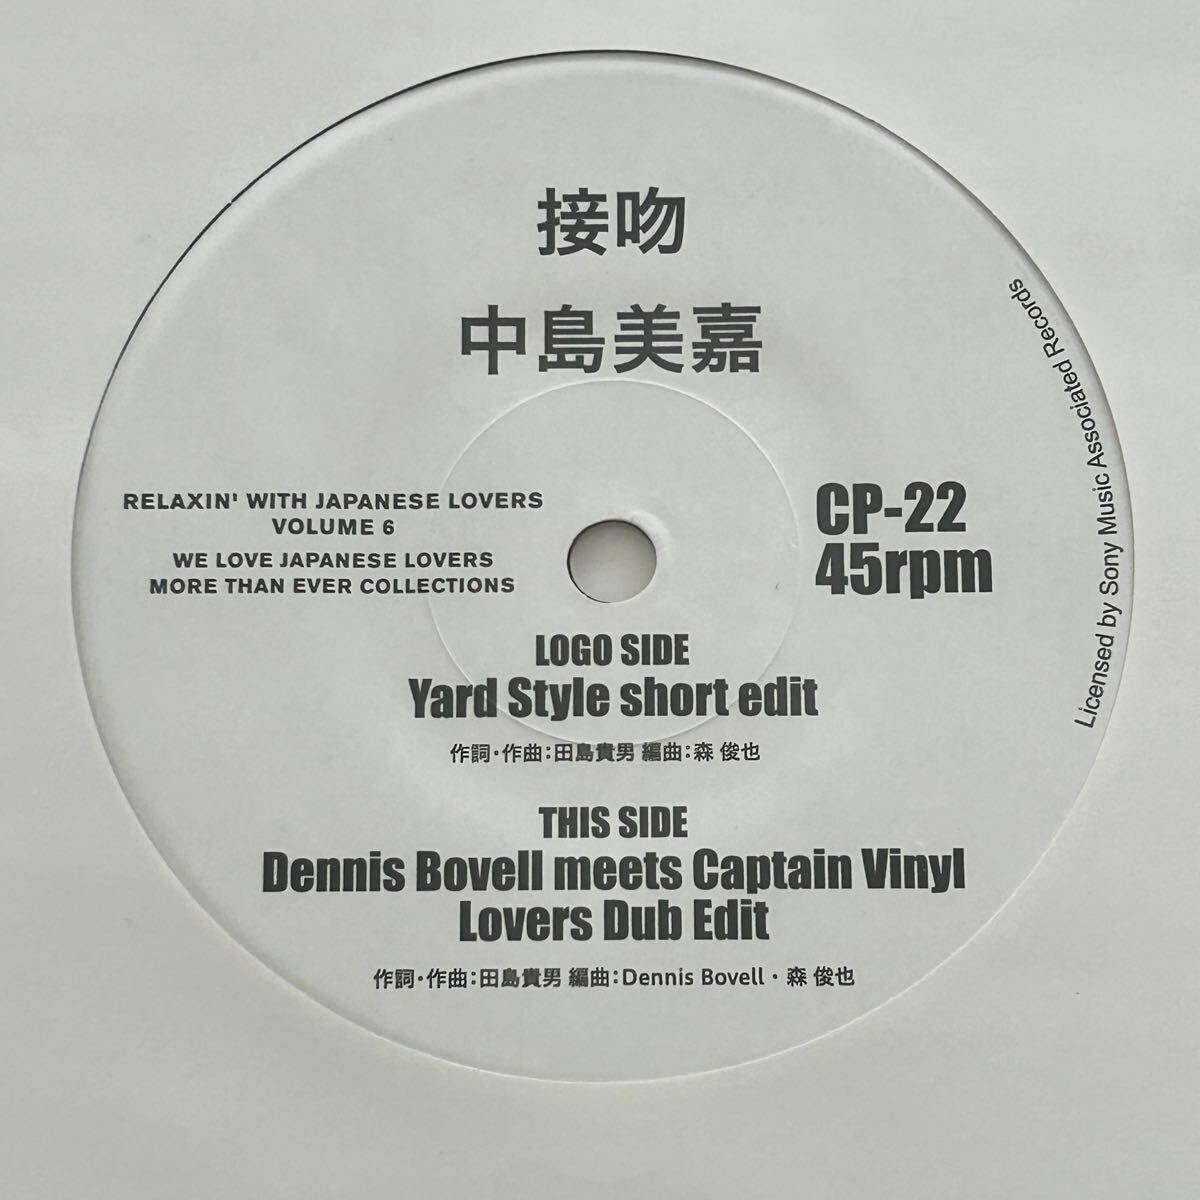 接吻
中島美嘉
RELAXIN' WITH JAPANESE LOVERS
VOLUME 6
WE LOVE JAPANESE LOVERS
MORE THAN EVER COLLECTIONS
CP-22
45rpm
Licensed by Sony Music Associated Records
LOGO SIDE
Yard Style short edit
作詞・作曲：田島貴男 編曲：森 俊也
THIS SIDE
Dennis Bovell meets Captain Vinyl
Lovers Dub Edit
作詞・作曲：田島貴男 編曲：Dennis Bovell・森 俊也